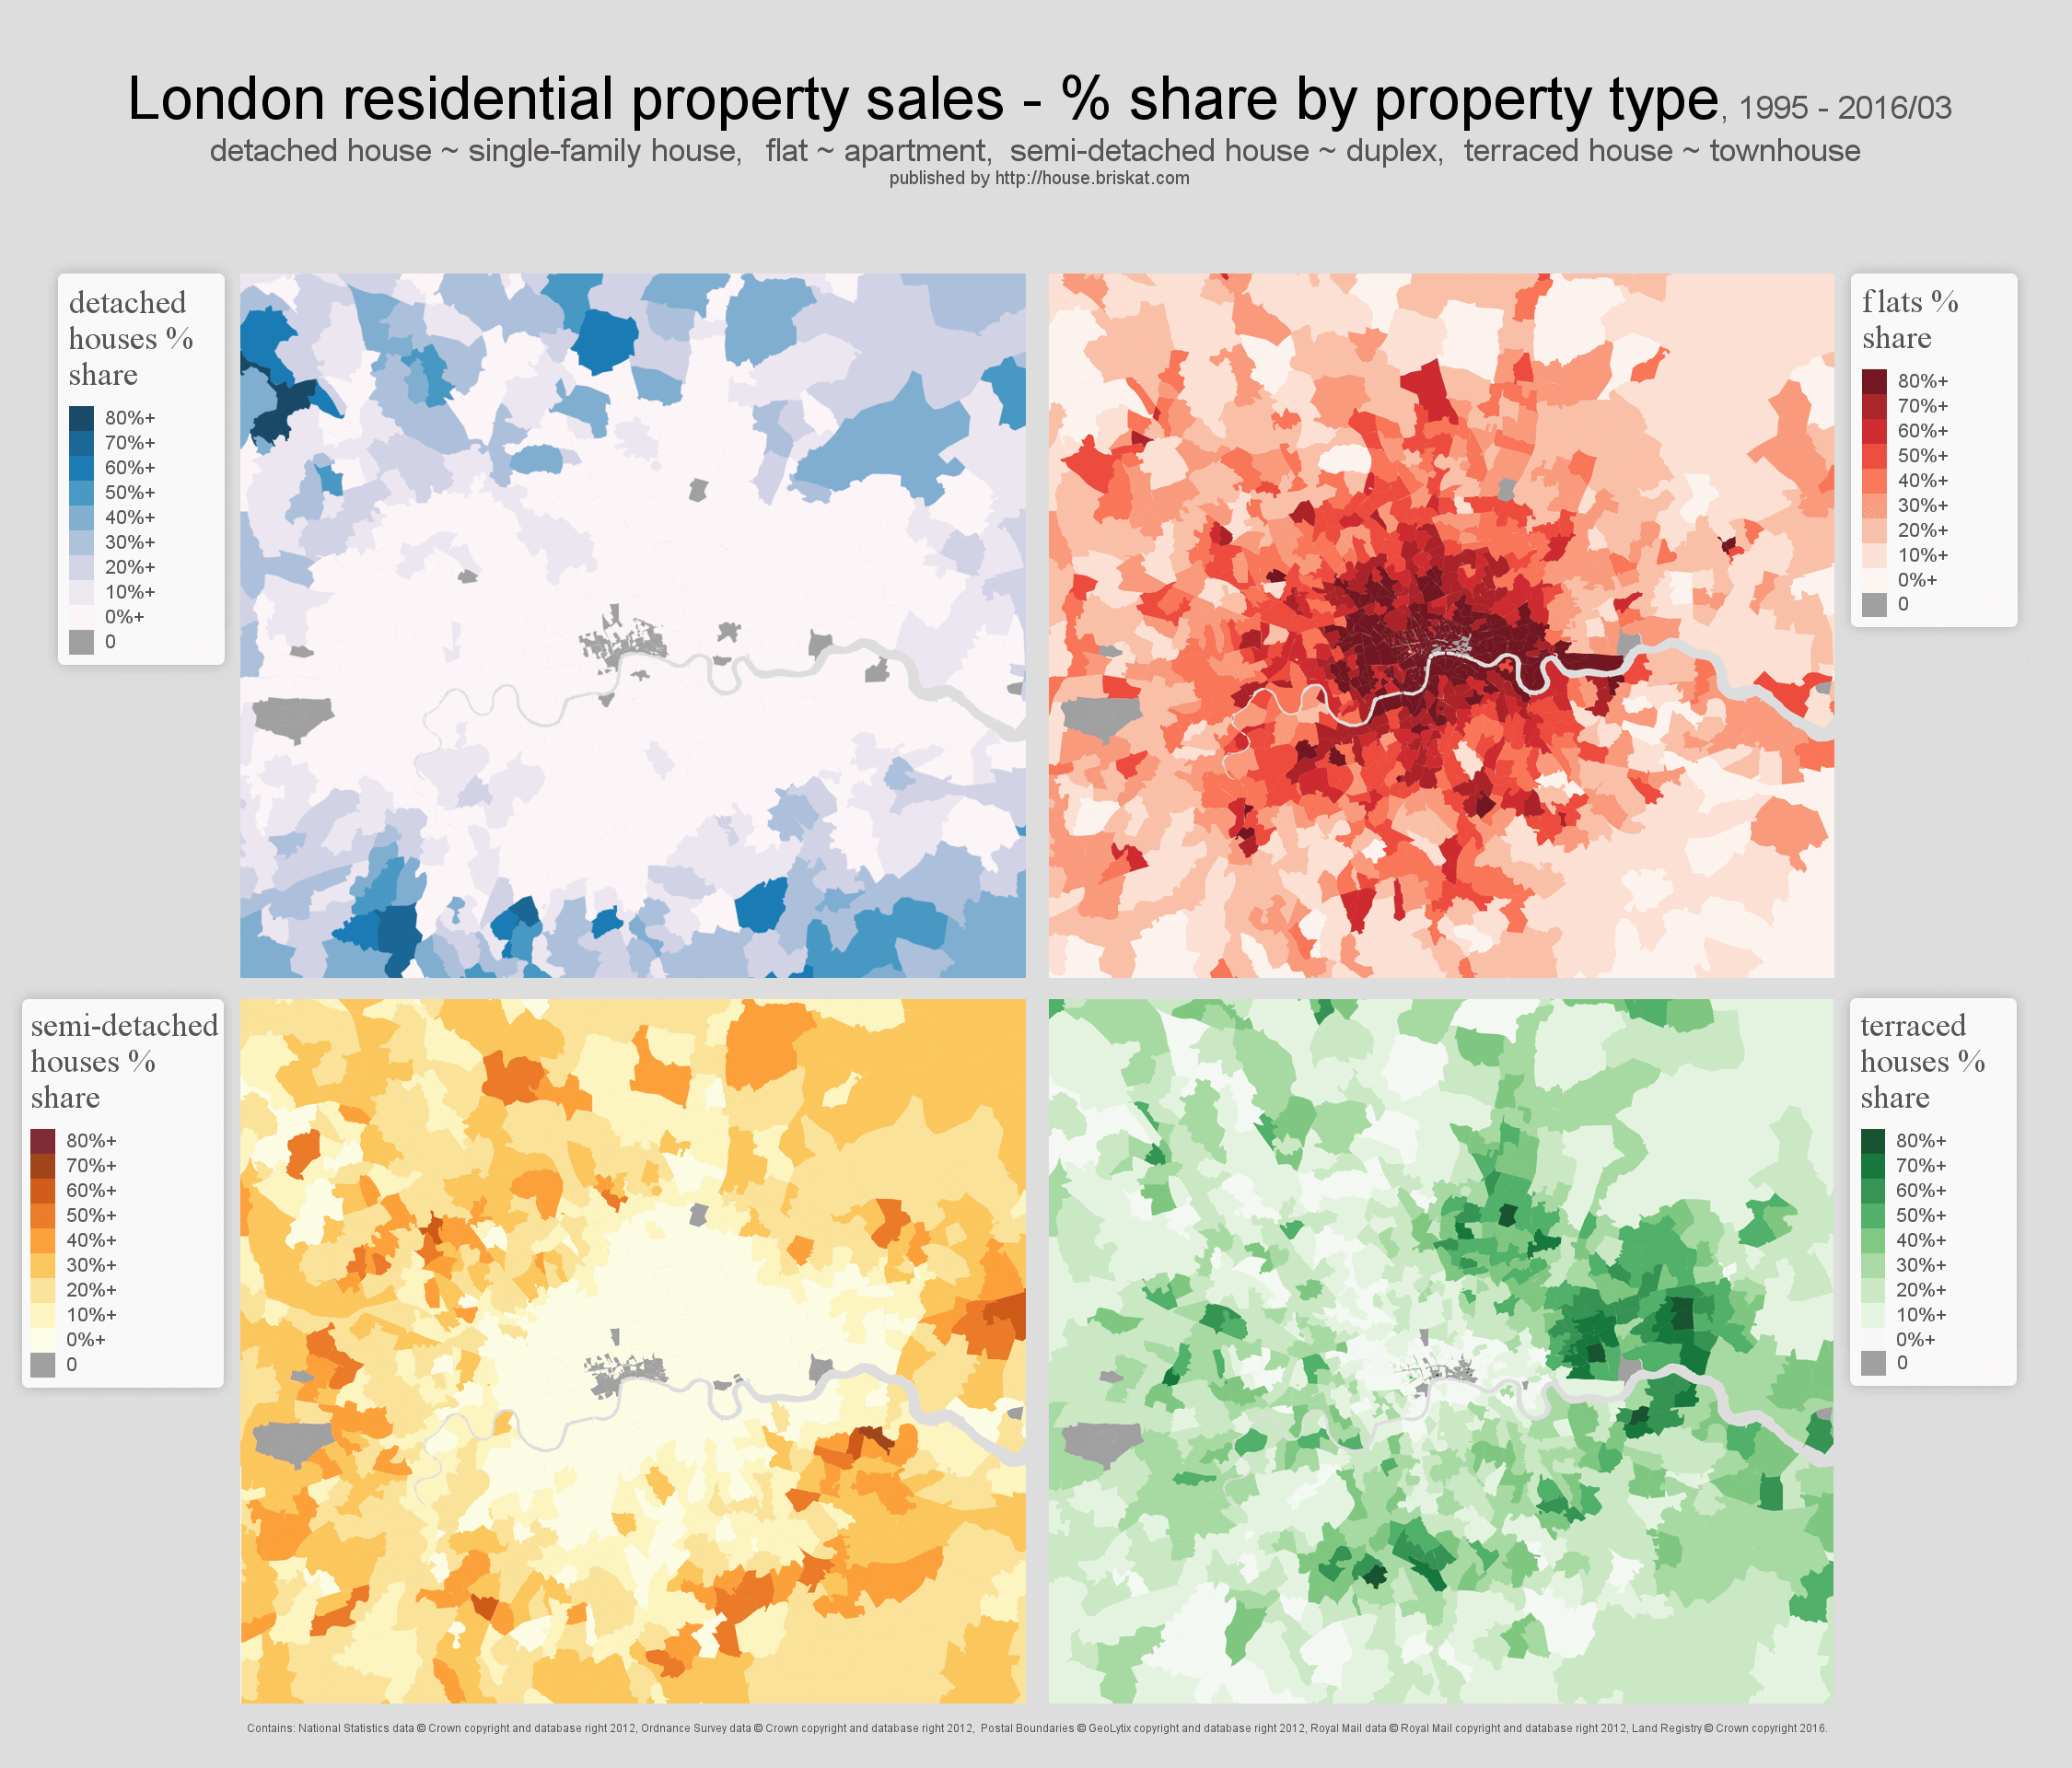 London residential property sales - % share by property type, 1995 - 2016/03
detached house ~ single-family house, flat ~ apartment, semi-detached house ~ duplex, terraced house ~ townhouse
published by http://house.briskat.com
detached
houses %
share
80%+
70%+
60%+
50%+
40%+
30%+
20%+
10%+
0%+
0
flats %
share
80%+
70%+
60%+
50%+
40%+
30%+
20%+
10%+
0%+
0
semi-detached
houses %
share
80%+
70%+
60%+
50%+
40%+
30%+
20%+
10%+
0%+
0
terraced
houses %
share
80%+
70%+
60%+
50%+
40%+
30%+
20%+
10%+
0%+
0
Contains: National Statistics data © Crown copyright and database right 2012, Ordnance Survey data © Crown copyright and database right 2012, Postal Boundaries © GeoLytix copyright and database right 2012, Royal Mail data © Royal Mail copyright and database right 2012, Land Registry © Crown copyright 2016.